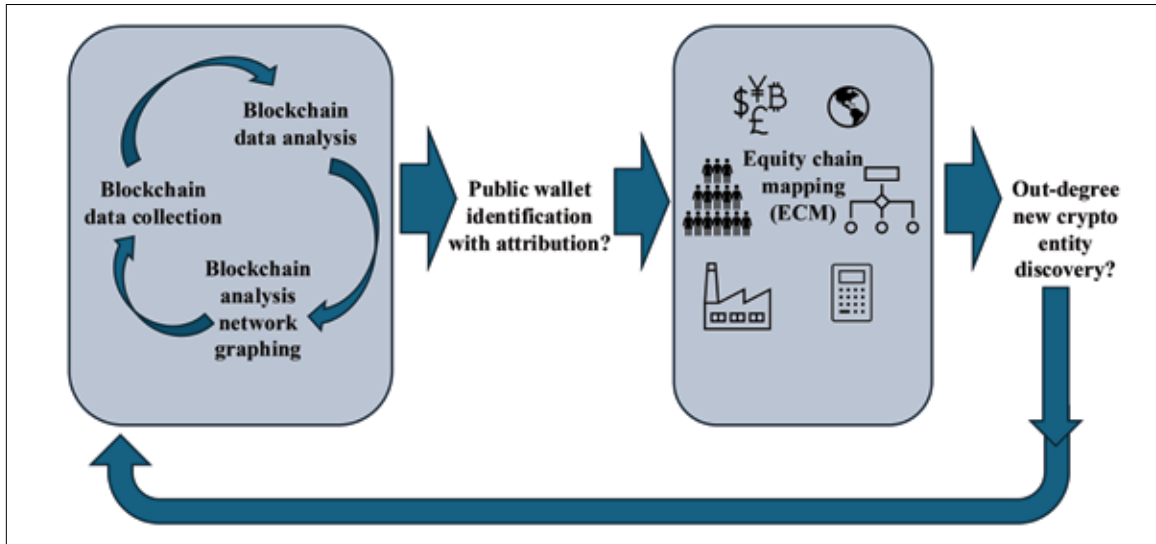 Blockchain
data analysis
Blockchain
data collection
Blockchain
analysis
network
graphing
Public wallet
identification
with attribution?
$ ¥ ₿ £
Equity chain
mapping
(ECM)
Out-degree
new crypto
entity
discovery?